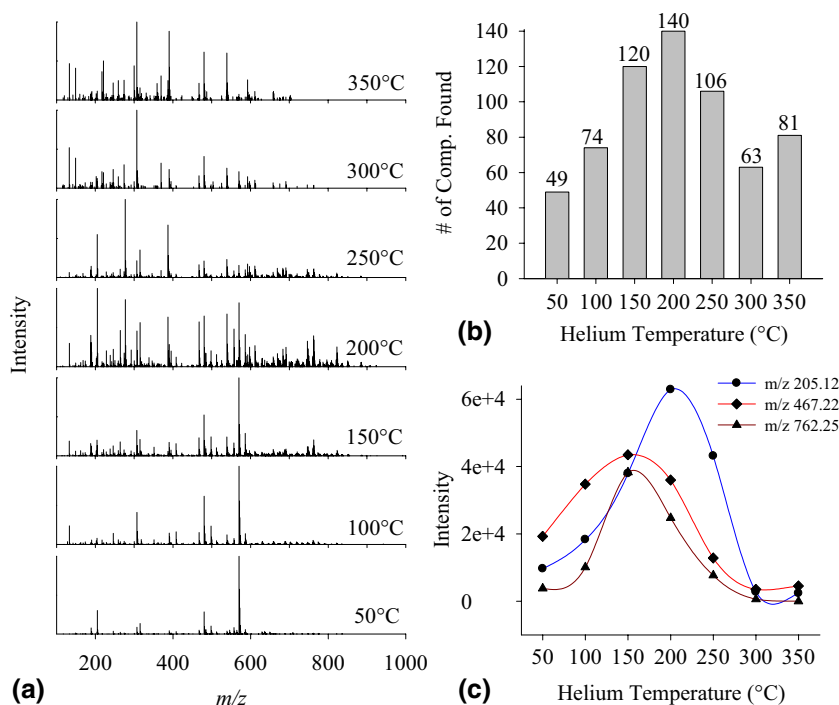 350°C
300°C
250°C
200°C
150°C
100°C
50°C
Intensity
200 400 600 800 1000
m/z
(a)
140
120
100
80
60
40
20
0
# of Comp. Found
49
74
120
140
106
63
81
50 100 150 200 250 300 350
Helium Temperature (°C)
(b)
6e+4
4e+4
2e+4
0
Intensity
m/z 205.12
m/z 467.22
m/z 762.25
50 100 150 200 250 300 350
Helium Temperature (°C)
(c)